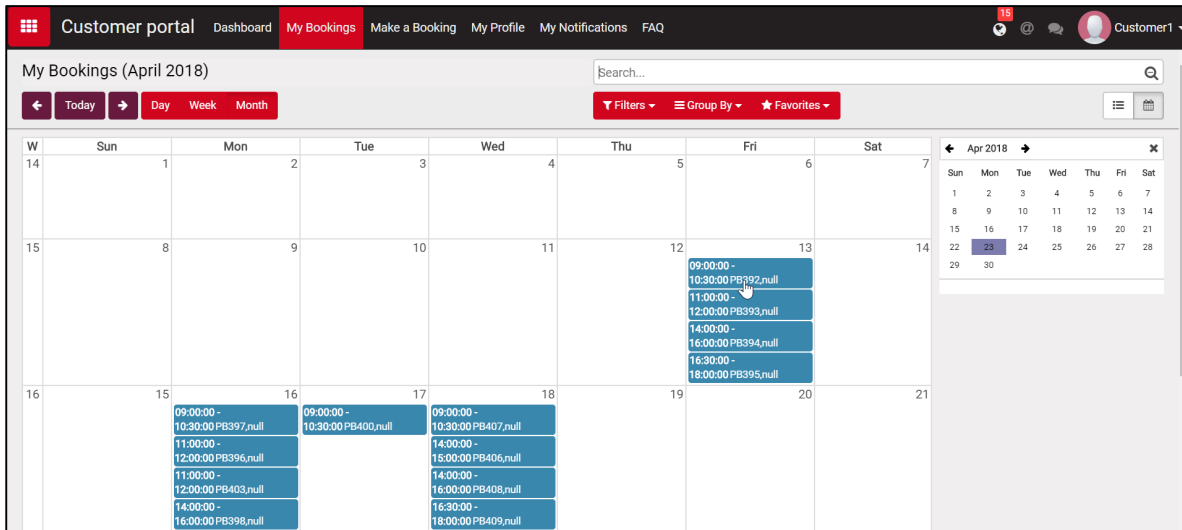 Customer portal Dashboard My Bookings Make a Booking My Profile My Notifications FAQ 15 @ Customer1
My Bookings (April 2018) Search...
Today Day Week Month Filters Group By Favorites
W Sun Mon Tue Wed Thu Fri Sat
14 1 2 3 4 5 6 7
15 8 9 10 11 12 13 14
09:00:00 -
10:30:00 PB392,null
11:00:00 -
12:00:00 PB393,null
14:00:00 -
16:00:00 PB394,null
16:30:00 -
18:00:00 PB395,null
16 15 16 17 18 19 20 21
09:00:00 -
10:30:00 PB397,null
11:00:00 -
12:00:00 PB396,null
11:00:00 -
12:00:00 PB403,null
14:00:00 -
16:00:00 PB398,null
09:00:00 -
10:30:00 PB400,null
09:00:00 -
10:30:00 PB407,null
14:00:00 -
15:00:00 PB406,null
14:00:00 -
16:00:00 PB408,null
16:30:00 -
18:00:00 PB409,null
Apr 2018
Sun Mon Tue Wed Thu Fri Sat
1 2 3 4 5 6 7
8 9 10 11 12 13 14
15 16 17 18 19 20 21
22 23 24 25 26 27 28
29 30